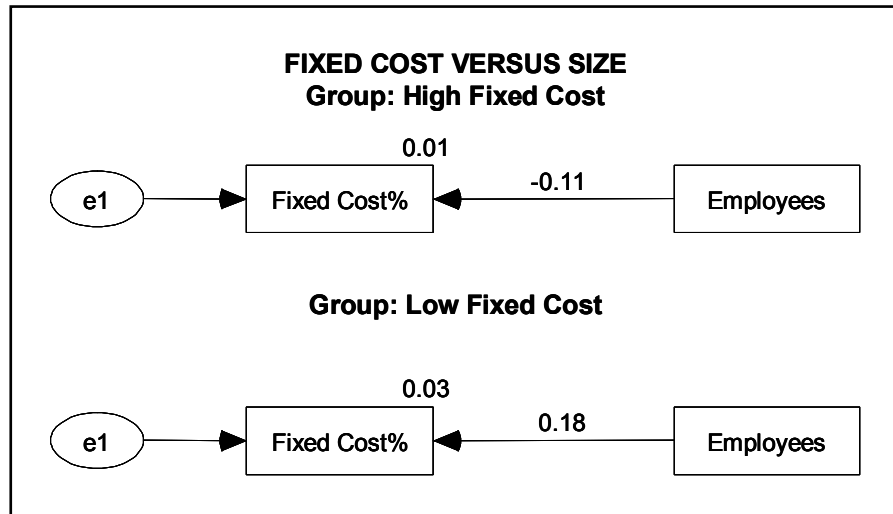 FIXED COST VERSUS SIZE
Group: High Fixed Cost
0.01
e1
Fixed Cost%
-0.11
Employees
Group: Low Fixed Cost
0.03
e1
Fixed Cost%
0.18
Employees